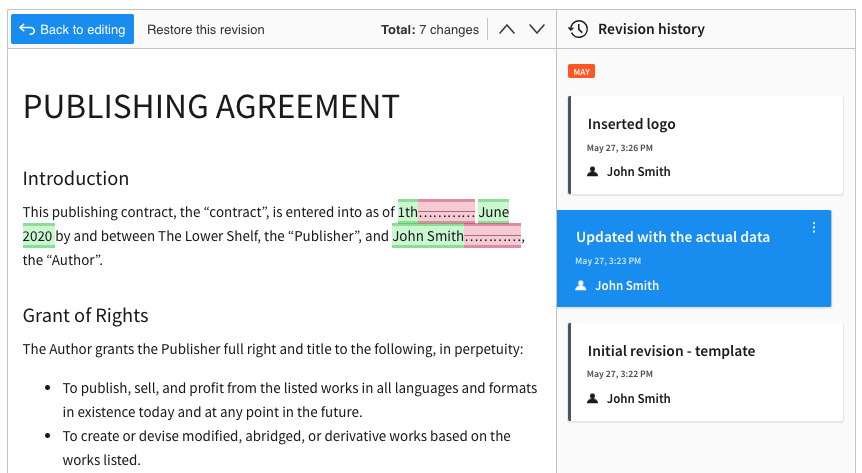 Back to editing
Restore this revision
Total: 7 changes
Revision history
PUBLISHING AGREEMENT
Introduction
This publishing contract, the “contract”, is entered into as of 1th………… June
2020 by and between The Lower Shelf, the “Publisher”, and John Smith…………,
the “Author”.
Grant of Rights
The Author grants the Publisher full right and title to the following, in perpetuity:
• To publish, sell, and profit from the listed works in all languages and formats
in existence today and at any point in the future.
• To create or devise modified, abridged, or derivative works based on the
works listed.
MAY
Inserted logo
May 27, 3:26 PM
John Smith
Updated with the actual data
May 27, 3:23 PM
John Smith
Initial revision - template
May 27, 3:22 PM
John Smith